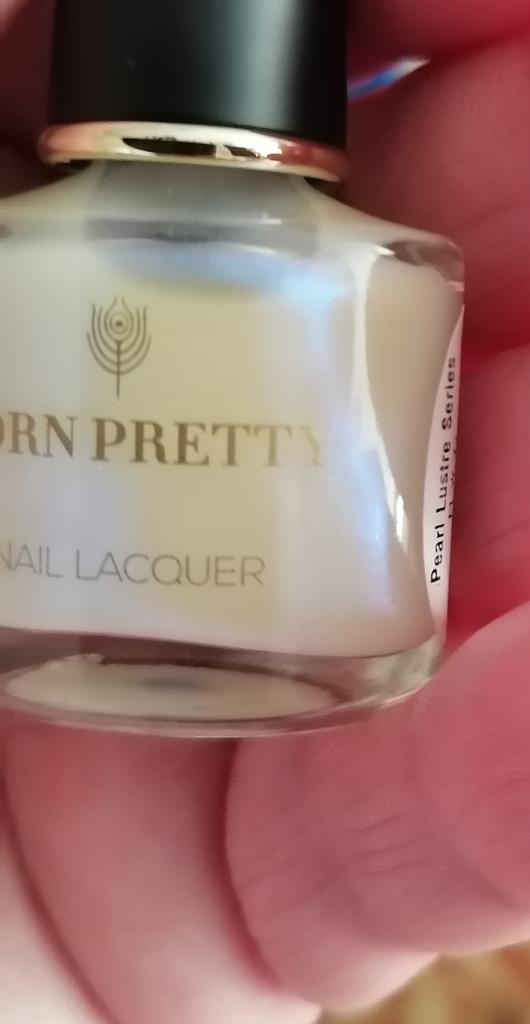 ORN PRETTY
NAIL LACQUER
Pearl Lustre Series